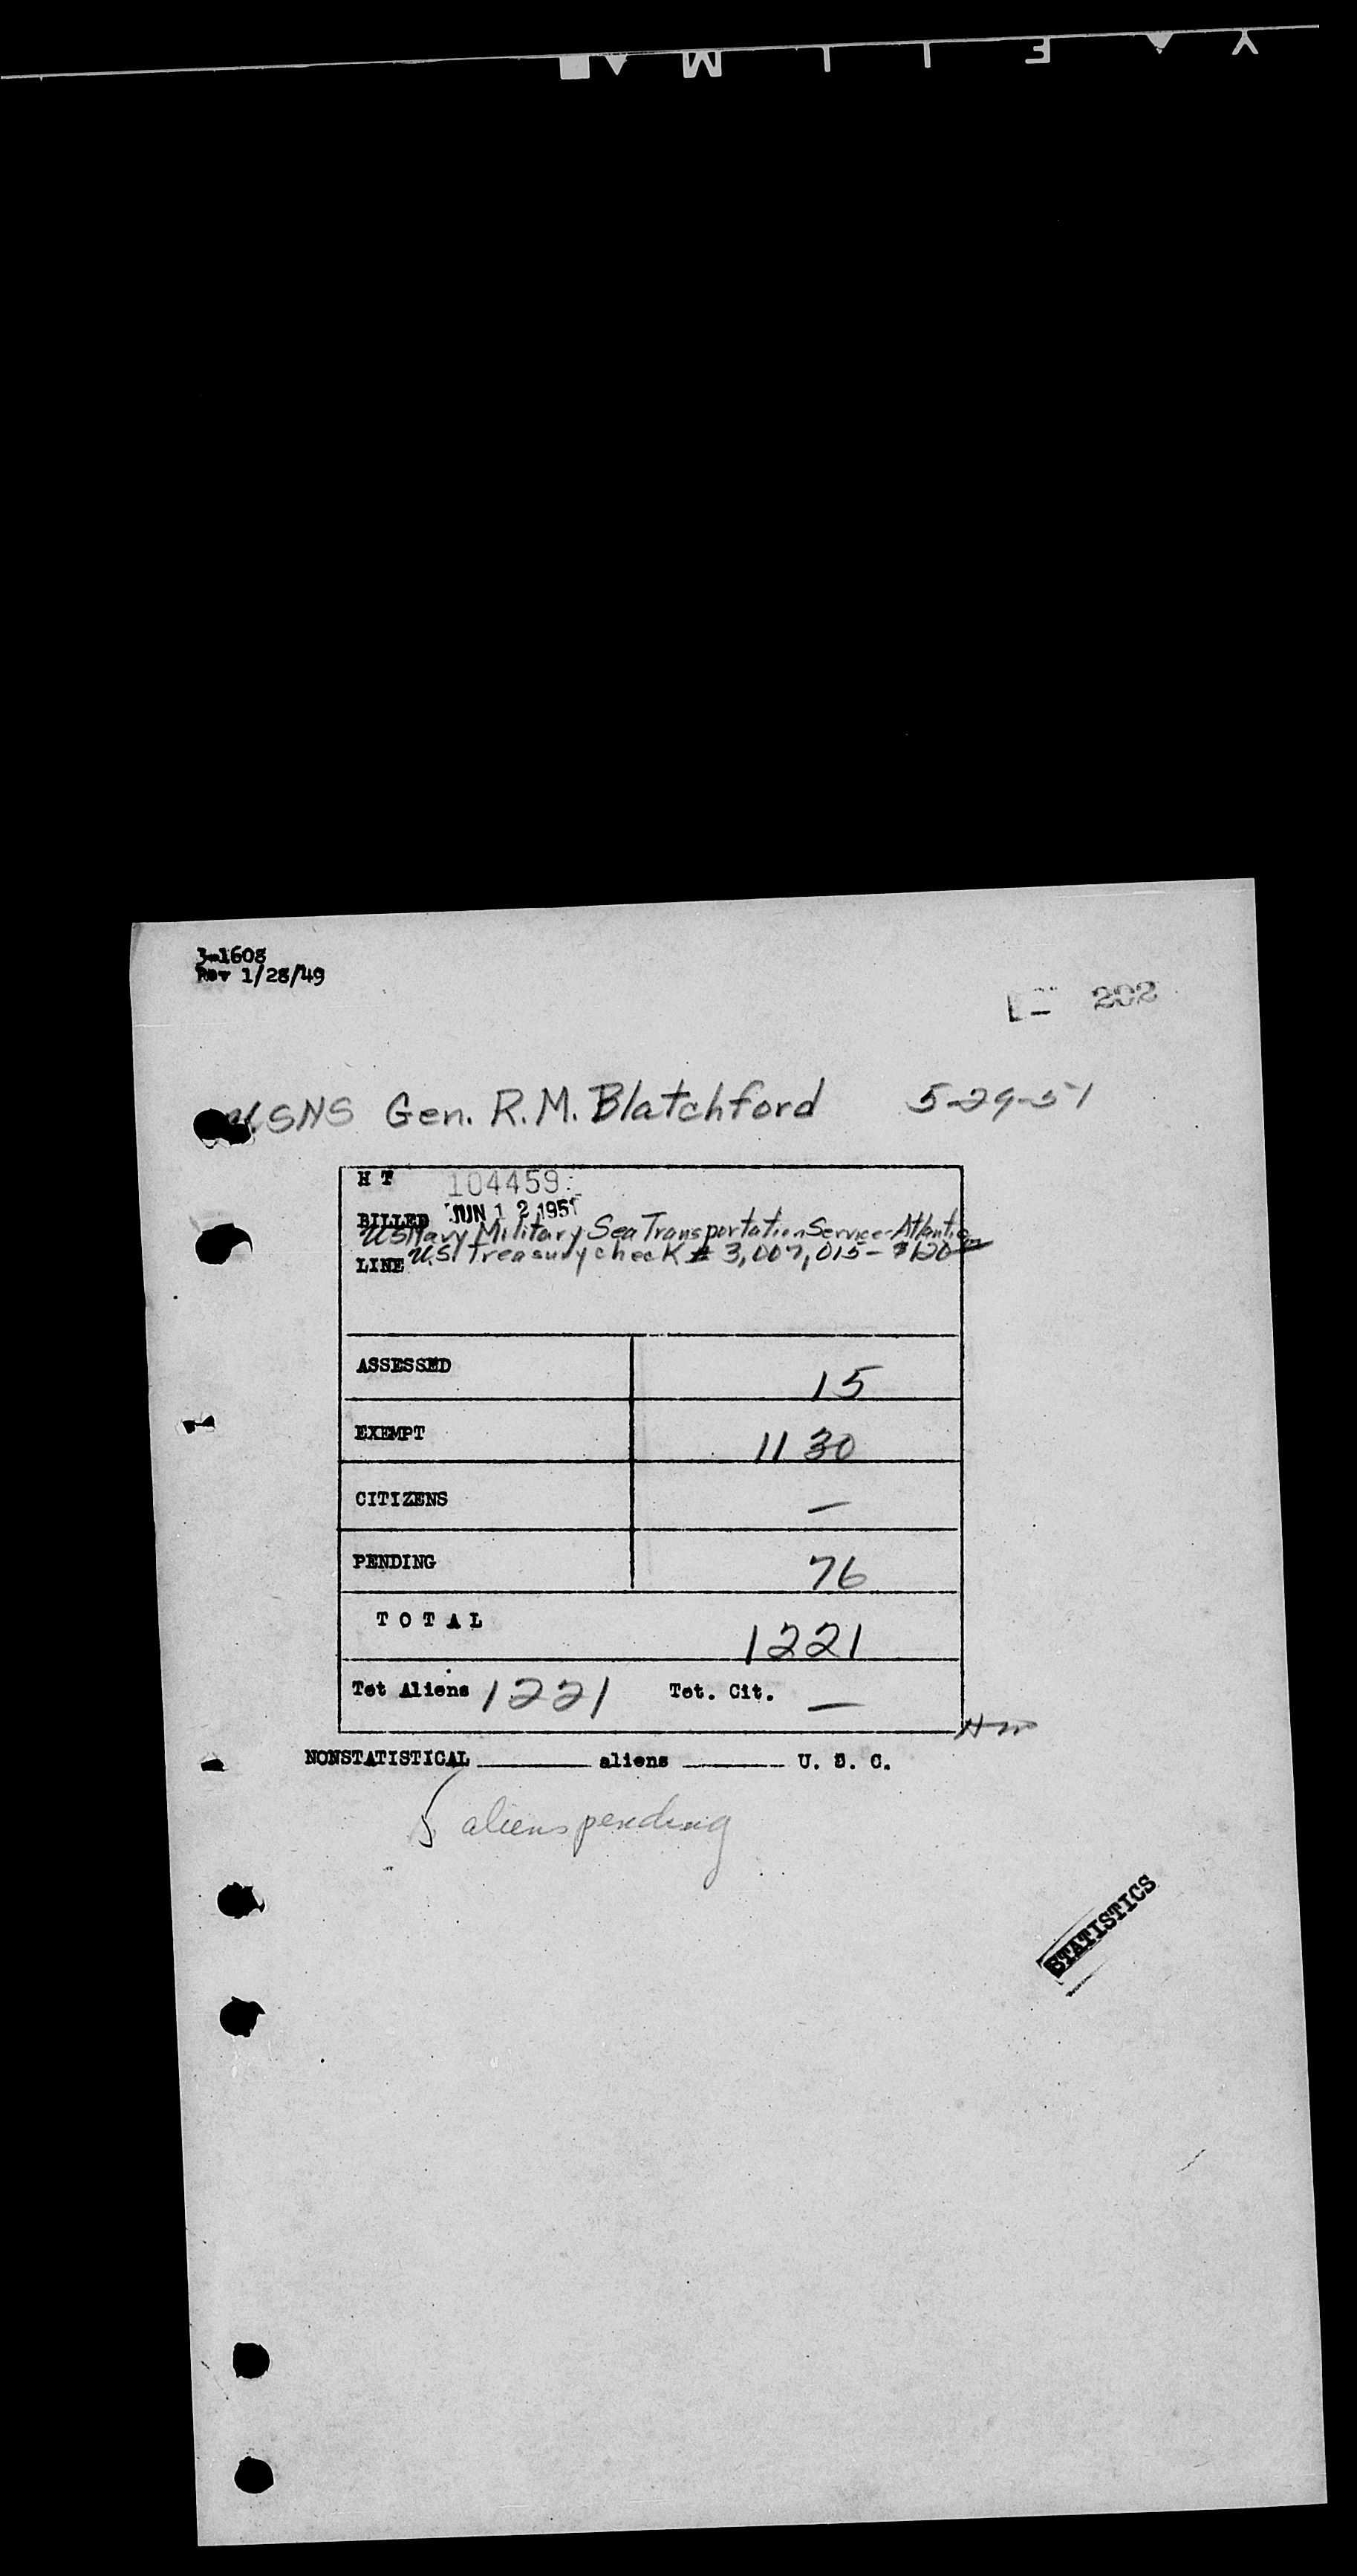 Y A F I I M
3-1608
Rev 1/28/49
202
USNS Gen. R.M. Blatchford 5-29-51
H T 104459
BILLED JUN 12 1951
US Navy Military Sea Transportation Service-Atlantic
LINE U.S. Treasury check # 3,007,015 - $120
ASSESSED 15
EXEMPT 1130
CITIZENS —
PENDING 76
TOTAL 1221
Tot Aliens 1221 Tot. Cit. —
NONSTATISTICAL aliens U. S. C.
5 aliens pending
STATISTICS